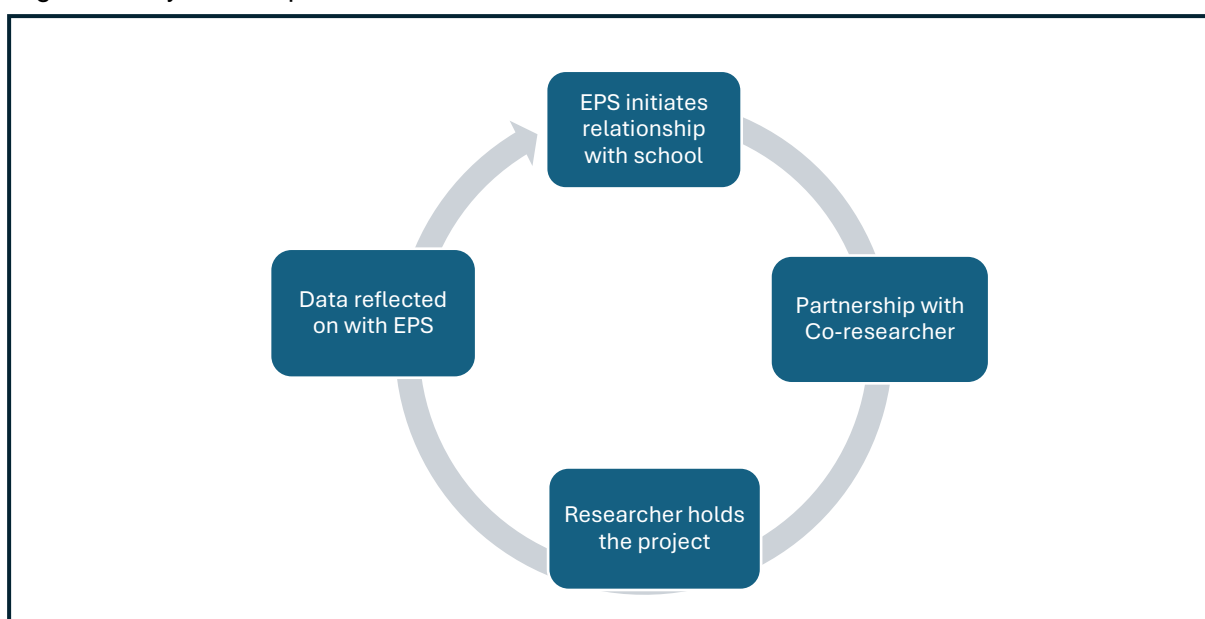 EPS initiates
relationship
with school
Partnership with
Co-researcher
Researcher holds
the project
Data reflected
on with EPS